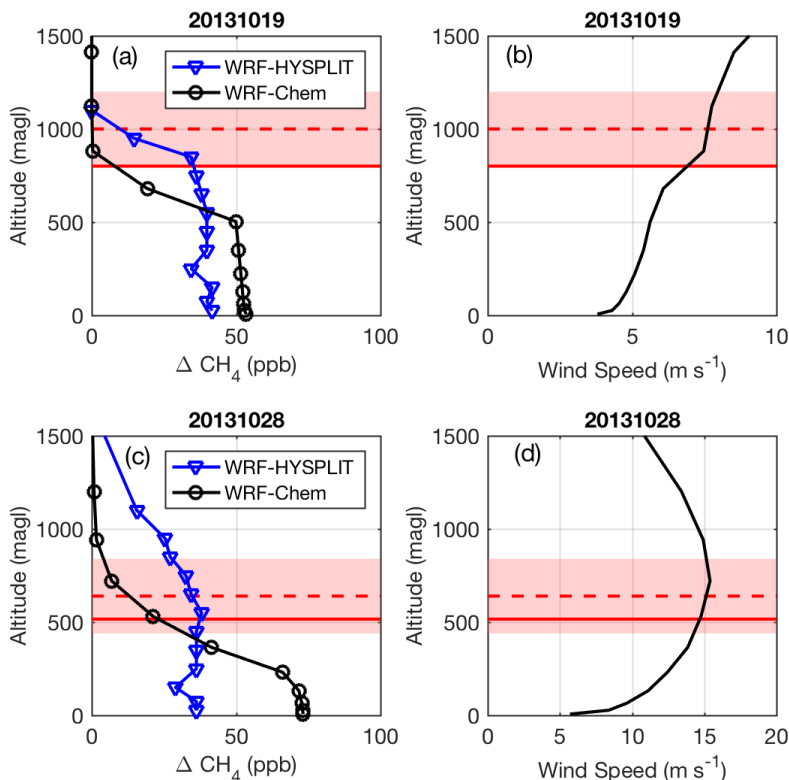 20131019
(a)
WRF-HYSPLIT
WRF-Chem
1500
1000
500
0
Altitude (magl)
0 50 100
Δ CH4 (ppb)
20131019
(b)
1500
1000
500
0
Altitude (magl)
0 5 10
Wind Speed (m s⁻¹)
20131028
(c)
WRF-HYSPLIT
WRF-Chem
1500
1000
500
0
Altitude (magl)
0 50 100
Δ CH4 (ppb)
20131028
(d)
1500
1000
500
0
Altitude (magl)
0 5 10 15 20
Wind Speed (m s⁻¹)